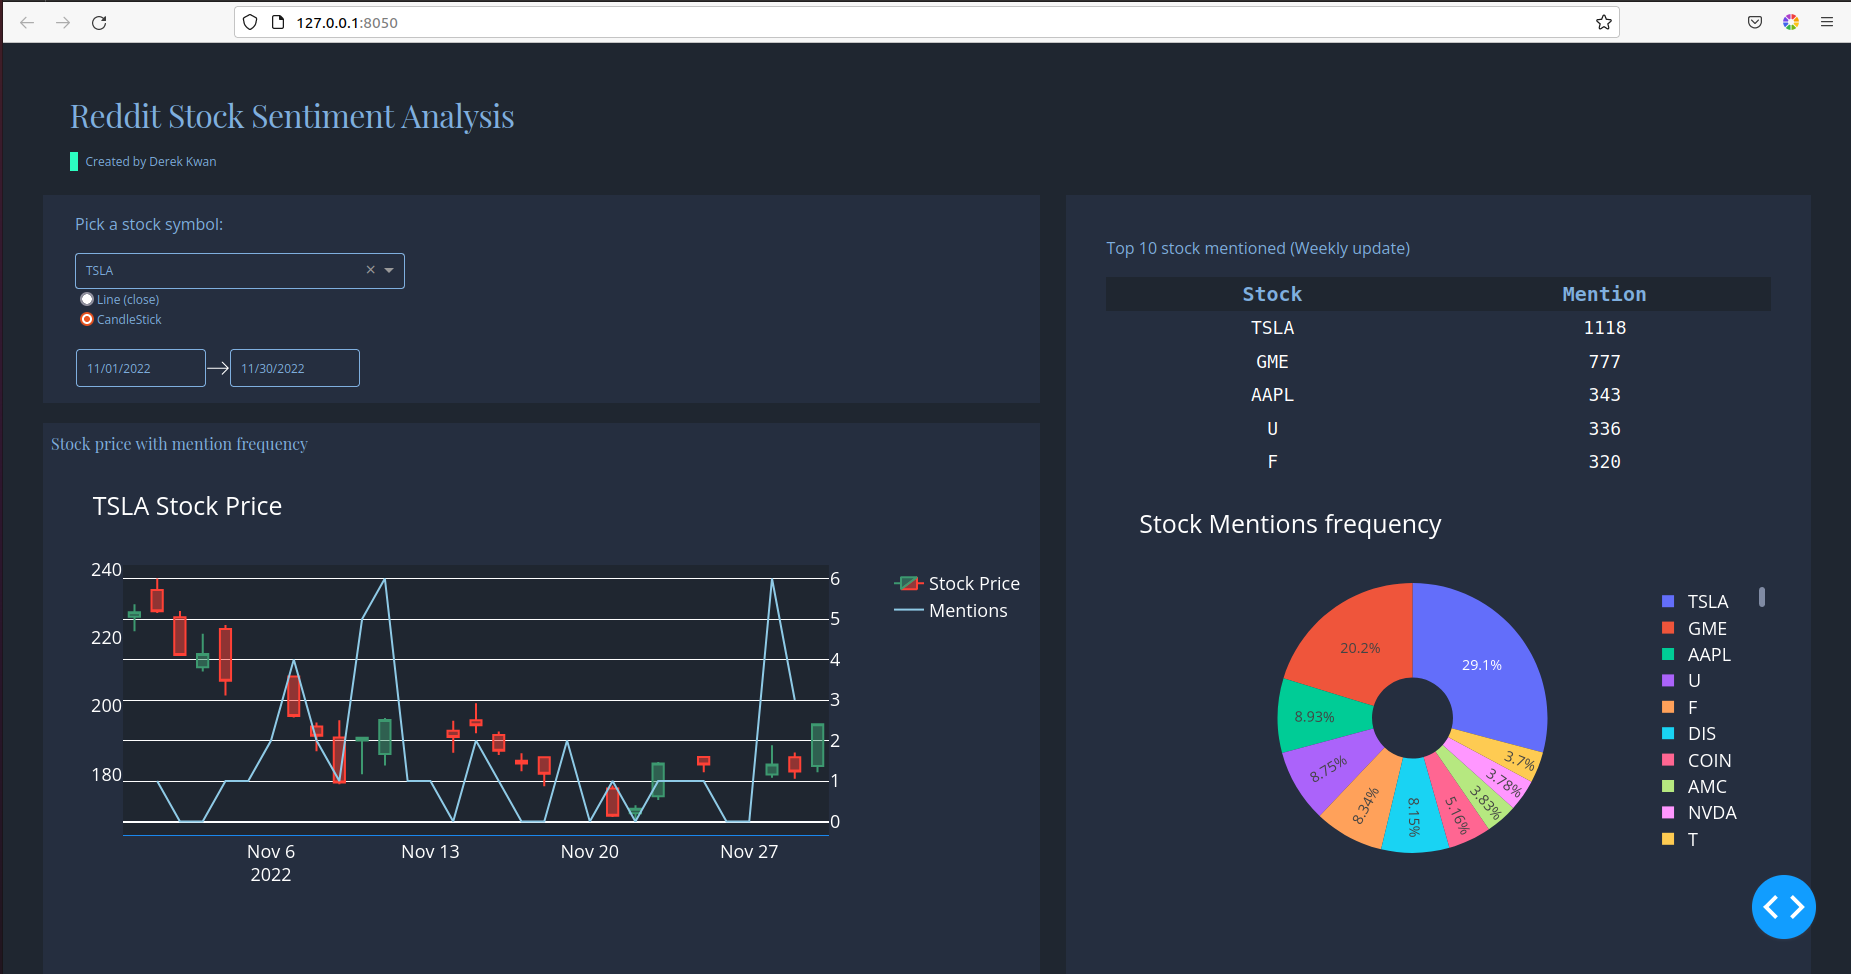 127.0.0.1:8050
Reddit Stock Sentiment Analysis
Created by Derek Kwan
Pick a stock symbol:
TSLA
Line (close)
CandleStick
11/01/2022
11/30/2022
Stock price with mention frequency
TSLA Stock Price
240
220
200
180
6
5
4
3
2
1
0
Nov 6
2022
Nov 13
Nov 20
Nov 27
Stock Price
Mentions
Top 10 stock mentioned (Weekly update)
Stock Mention
TSLA 1118
GME 777
AAPL 343
U 336
F 320
Stock Mentions frequency
29.1%
20.2%
8.93%
8.75%
8.34%
8.15%
5.16%
3.83%
3.78%
3.7%
TSLA
GME
AAPL
U
F
DIS
COIN
AMC
NVDA
T